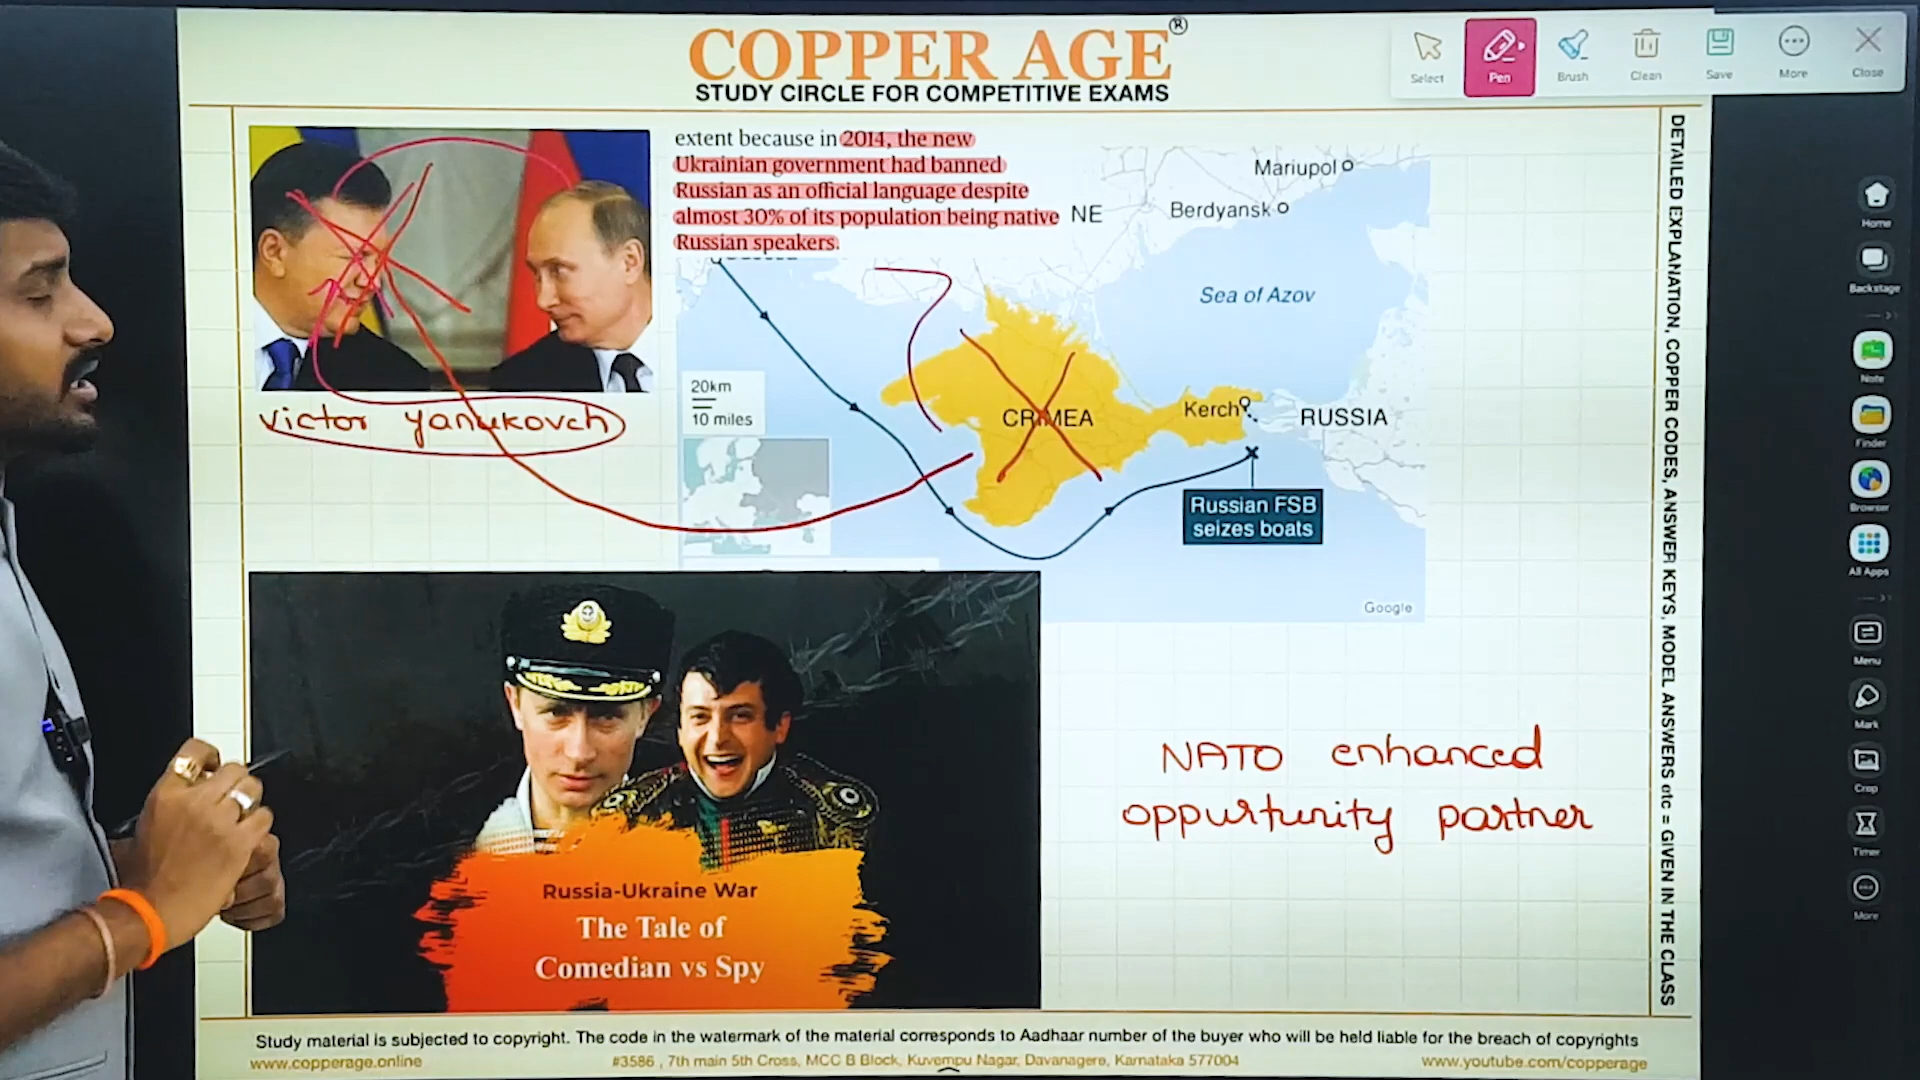 COPPER AGE®
STUDY CIRCLE FOR COMPETITIVE EXAMS
Select
Pen
Brush
Clean
Save
More
Close
extent because in 2014, the new
Ukrainian government had banned
Russian as an official language despite
almost 30% of its population being native
Russian speakers.
NE
Mariupol
Berdyansk
Sea of Azov
20km
10 miles
CRIMEA
Kerch
RUSSIA
Russian FSB
seizes boats
Google
victor yanukovch
Russia-Ukraine War
The Tale of
Comedian vs Spy
NATO enhanced
oppurtunity partner
DETAILED EXPLANATION, COPPER CODES, ANSWER KEYS, MODEL ANSWERS etc = GIVEN IN THE CLASS
Home
Backstage
Note
Finder
Browser
All Apps
Menu
Mark
Crop
Timer
More
Study material is subjected to copyright. The code in the watermark of the material corresponds to Aadhaar number of the buyer who will be held liable for the breach of copyrights
www.copperage.online
#3586 , 7th main 5th Cross, MCC B Block, Kuvempu Nagar, Davanagere, Karnataka 577004
www.youtube.com/copperage